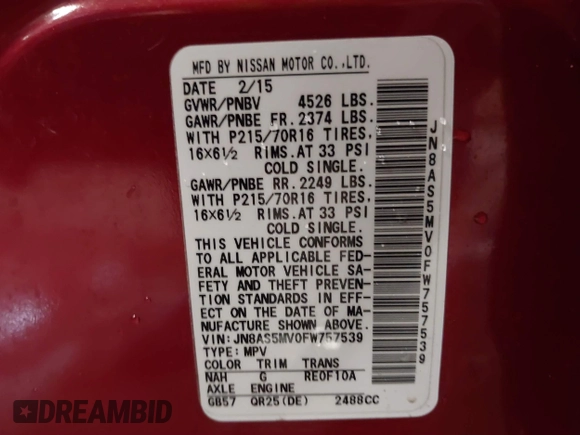 MFD BY NISSAN MOTOR CO.,LTD.
DATE 2/15
GVWR/PNBV 4526 LBS.
GAWR/PNBE FR.2374 LBS.
WITH P215/70R16 TIRES,
16X6½ RIMS.AT 33 PSI
COLD SINGLE.
GAWR/PNBE RR.2249 LBS.
WITH P215/70R16 TIRES,
16X6½ RIMS.AT 33 PSI
COLD SINGLE.
THIS VEHICLE CONFORMS
TO ALL APPLICABLE FED-
ERAL MOTOR VEHICLE SA-
FETY AND THEFT PREVEN-
TION STANDARDS IN EFF-
ECT ON THE DATE OF MA-
NUFACTURE SHOWN ABOVE.
VIN:JN8AS5MV0FW757539
TYPE:MPV
COLOR TRIM TRANS
NAH G RE0F10A
AXLE ENGINE
GB57 QR25(DE) 2488CC
JN8AS5MV0FW757539
DREAMBID